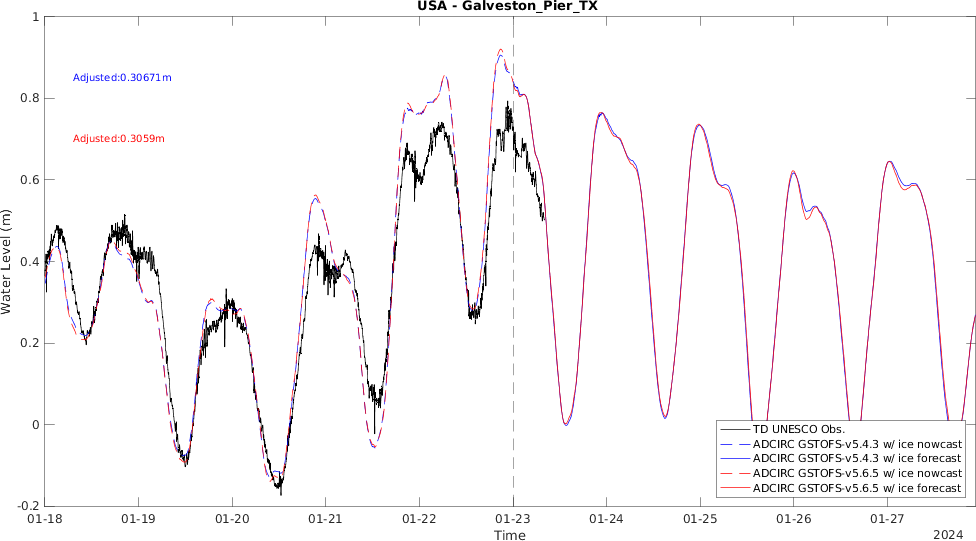 USA - Galveston_Pier_TX
Water Level (m)
1
0.8
0.6
0.4
0.2
0
-0.2
Adjusted:0.30671m
Adjusted:0.3059m
TD UNESCO Obs.
ADCIRC GSTOFS-v5.4.3 w/ ice nowcast
ADCIRC GSTOFS-v5.4.3 w/ ice forecast
ADCIRC GSTOFS-v5.6.5 w/ ice nowcast
ADCIRC GSTOFS-v5.6.5 w/ ice forecast
01-18 01-19 01-20 01-21 01-22 01-23 01-24 01-25 01-26 01-27
Time
2024